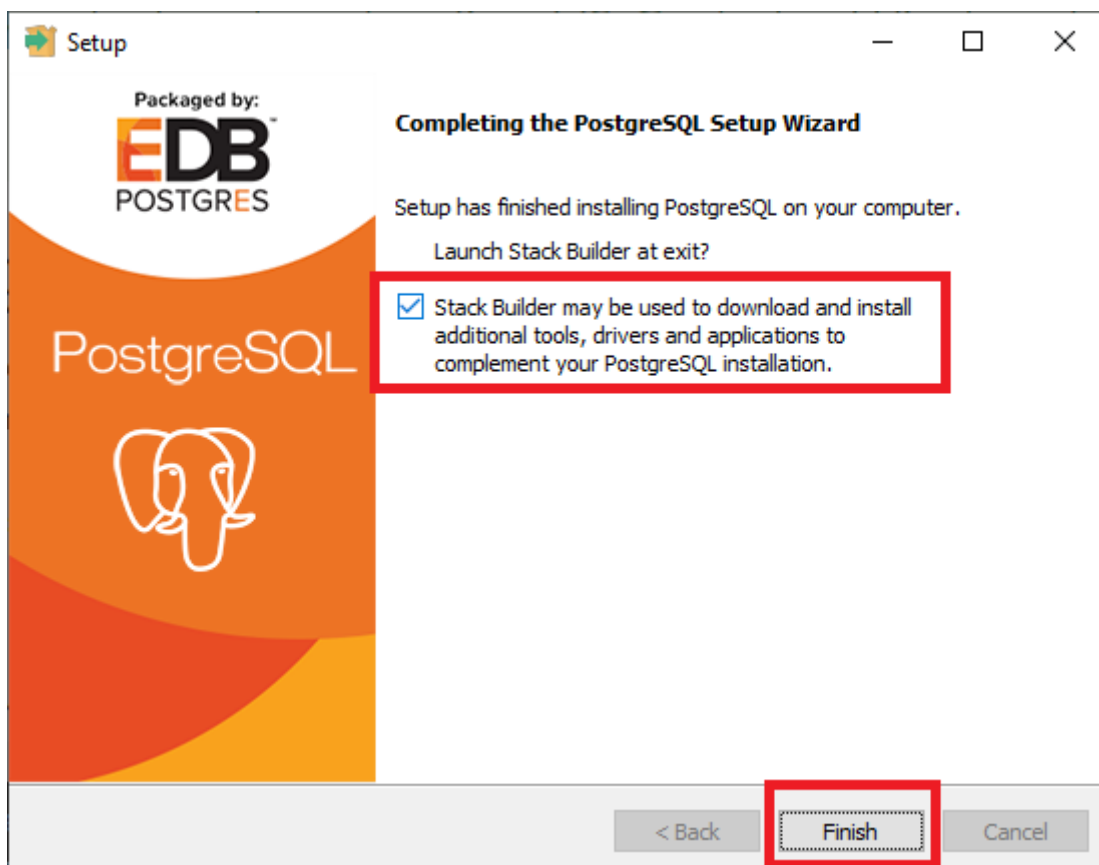 Setup
Packaged by:
EDB™
POSTGRES
PostgreSQL
Completing the PostgreSQL Setup Wizard
Setup has finished installing PostgreSQL on your computer.
Launch Stack Builder at exit?
Stack Builder may be used to download and install
additional tools, drivers and applications to
complement your PostgreSQL installation.
< Back
Finish
Cancel